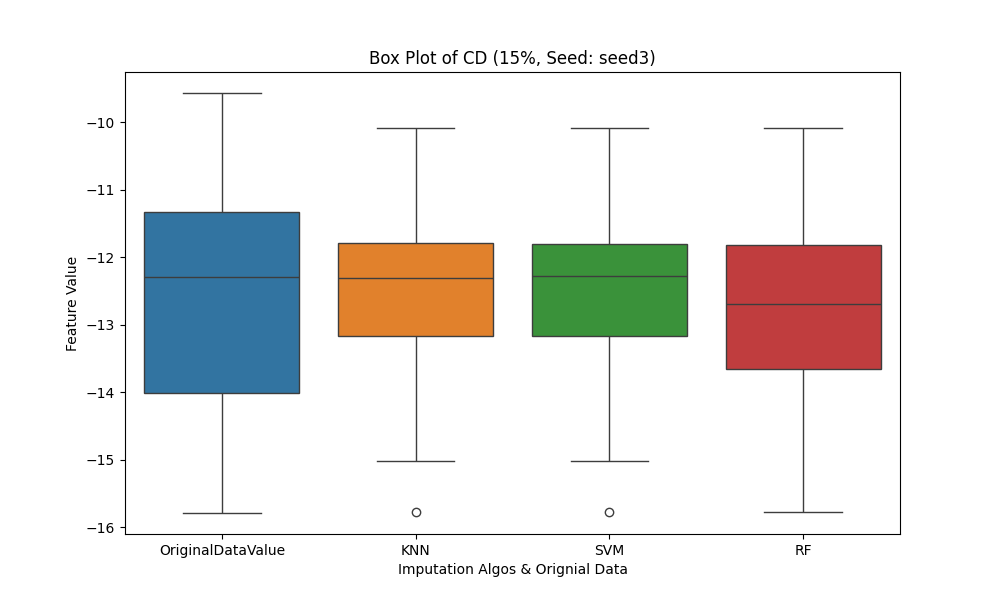 Box Plot of CD (15%, Seed: seed3)
Feature Value
−10
−11
−12
−13
−14
−15
−16
OriginalDataValue
KNN
SVM
RF
Imputation Algos & Orignial Data